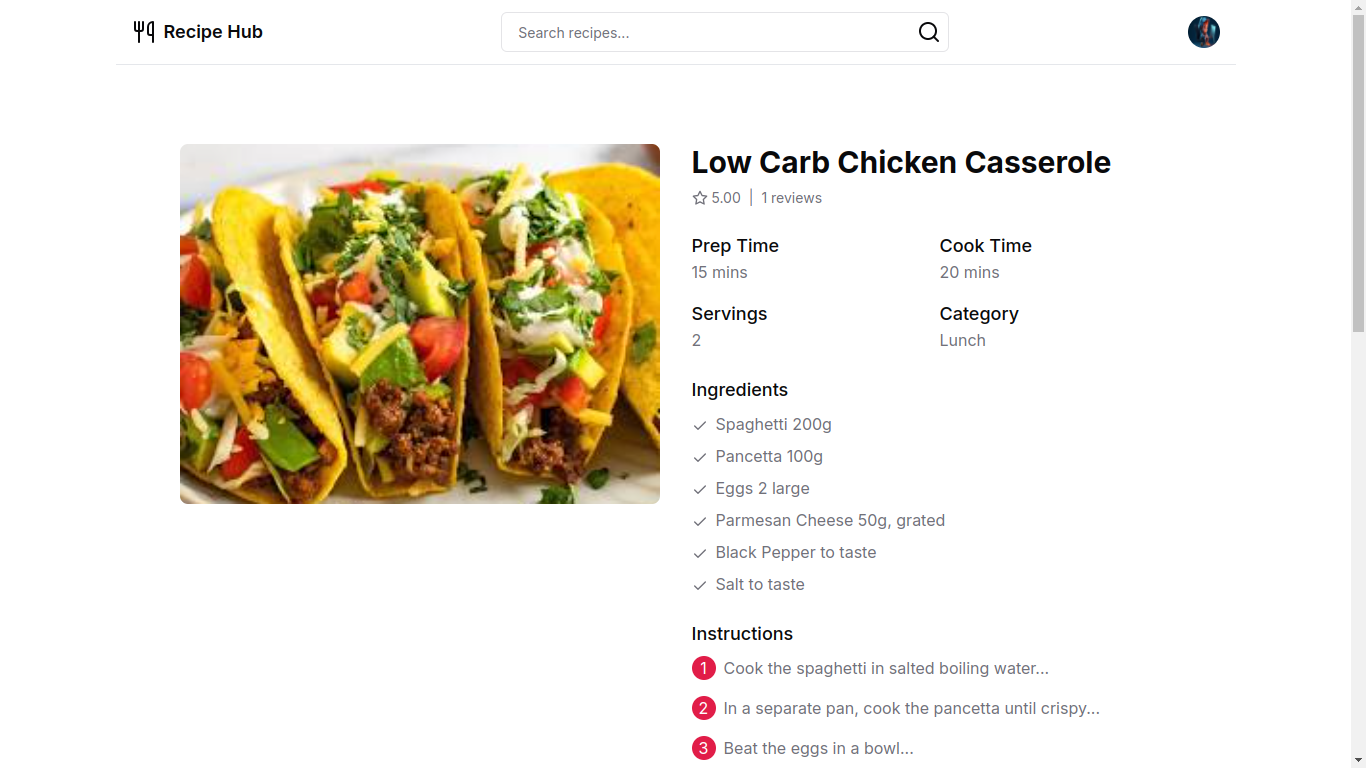 Recipe Hub
Search recipes...
Low Carb Chicken Casserole
5.00 | 1 reviews
Prep Time
15 mins
Cook Time
20 mins
Servings
2
Category
Lunch
Ingredients
Spaghetti 200g
Pancetta 100g
Eggs 2 large
Parmesan Cheese 50g, grated
Black Pepper to taste
Salt to taste
Instructions
1 Cook the spaghetti in salted boiling water...
2 In a separate pan, cook the pancetta until crispy...
3 Beat the eggs in a bowl...